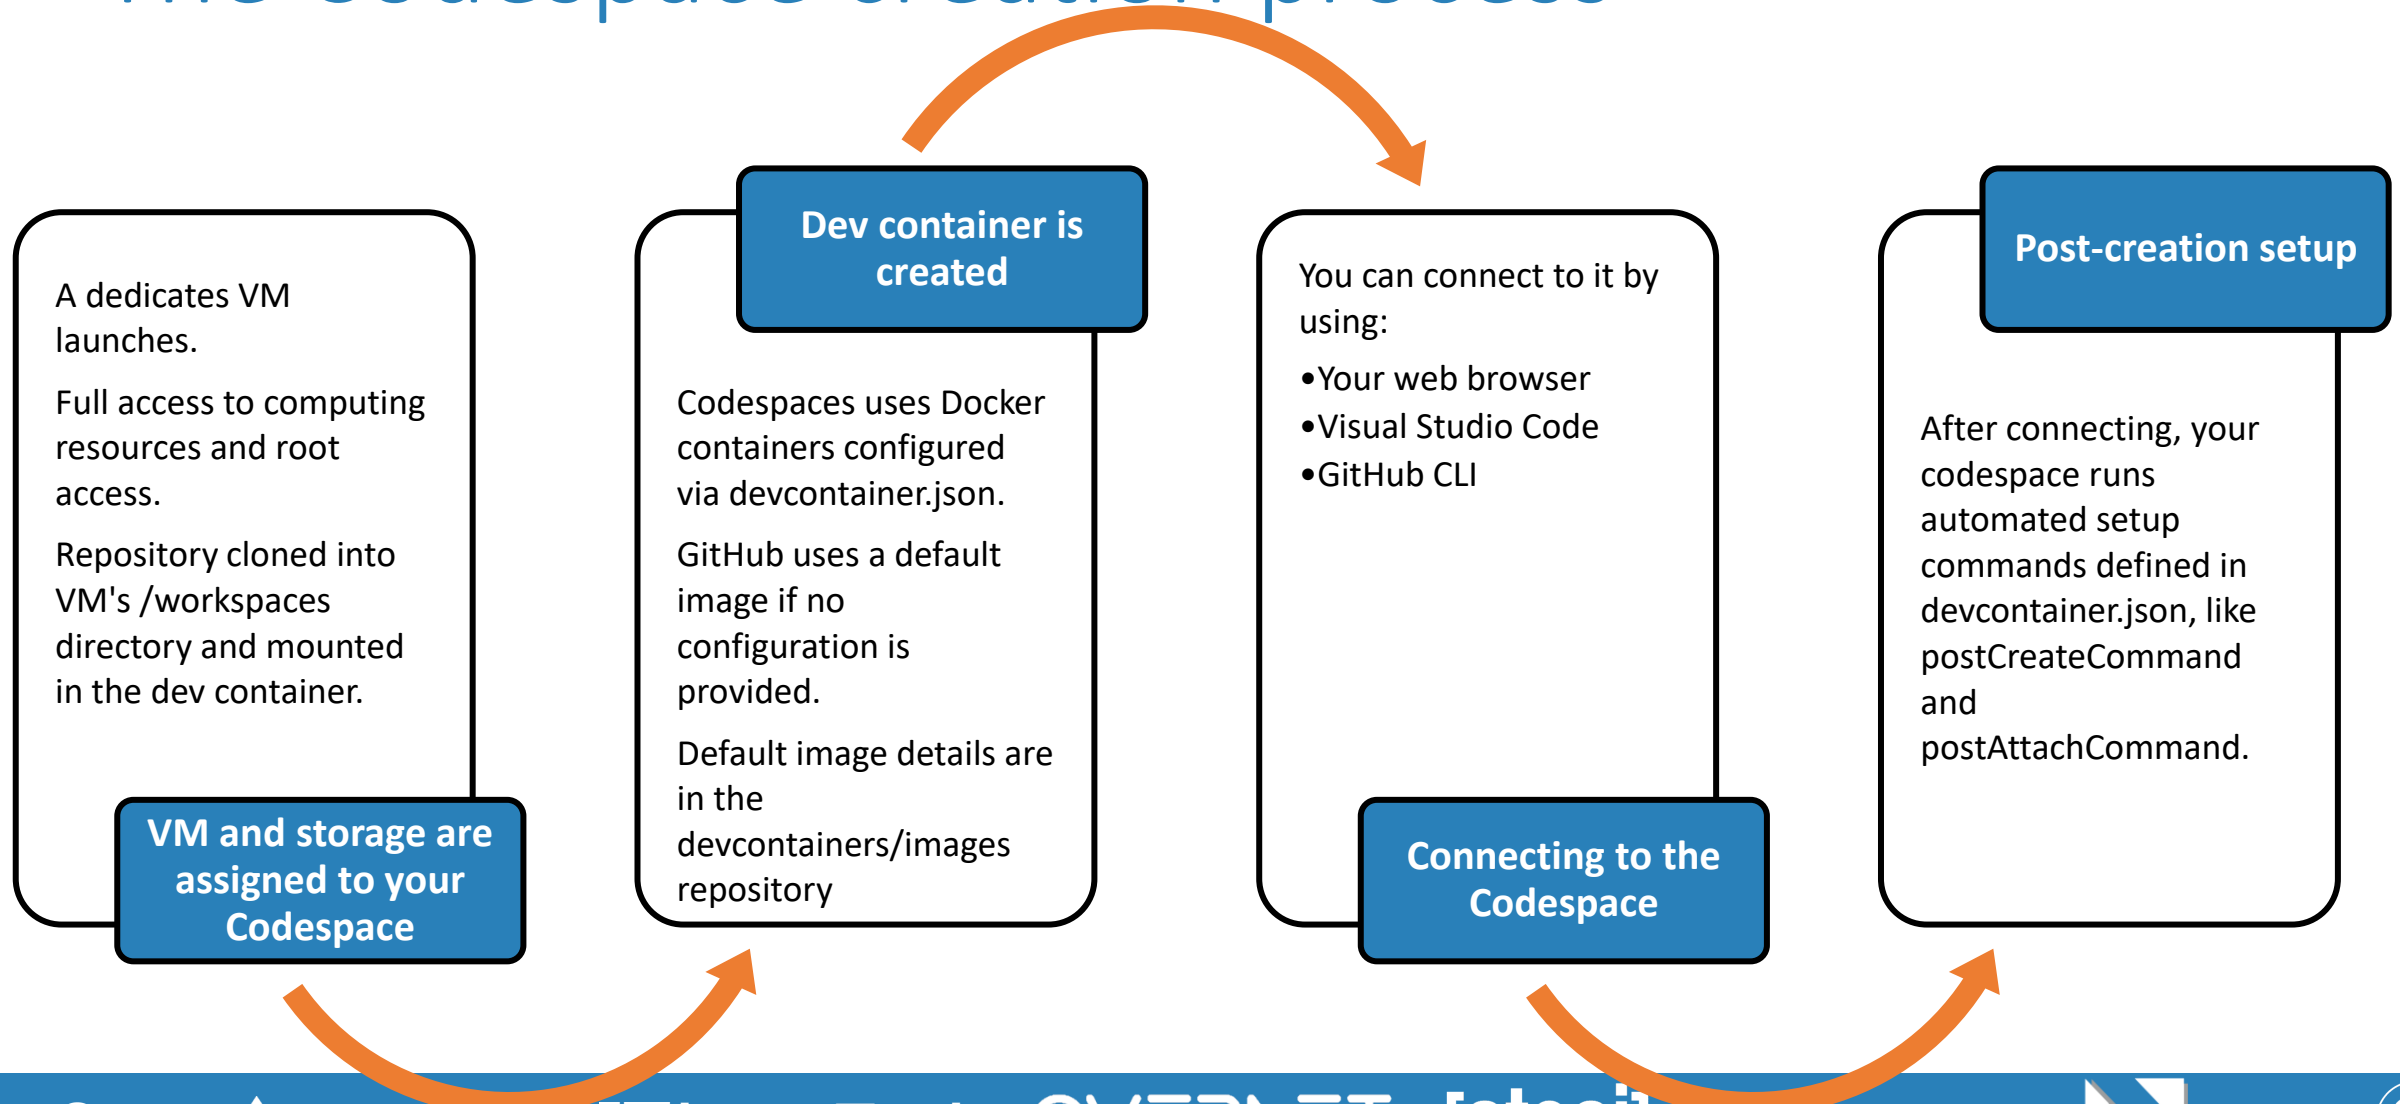 The Codespace creation process
A dedicates VM
launches.
Full access to computing
resources and root
access.
Repository cloned into
VM's /workspaces
directory and mounted
in the dev container.
VM and storage are
assigned to your
Codespace
Dev container is
created
Codespaces uses Docker
containers configured
via devcontainer.json.
GitHub uses a default
image if no
configuration is
provided.
Default image details are
in the
devcontainers/images
repository
You can connect to it by
using:
•Your web browser
•Visual Studio Code
•GitHub CLI
Connecting to the
Codespace
Post-creation setup
After connecting, your
codespace runs
automated setup
commands defined in
devcontainer.json, like
postCreateCommand
and
postAttachCommand.